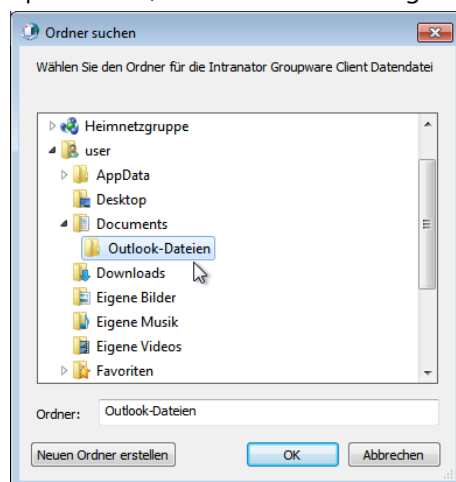 Ordner suchen
Wählen Sie den Ordner für die Intranator Groupware Client Datendatei
Heimnetzgruppe
user
AppData
Desktop
Documents
Outlook-Dateien
Downloads
Eigene Bilder
Eigene Musik
Eigene Videos
Favoriten
Ordner: Outlook-Dateien
Neuen Ordner erstellen OK Abbrechen